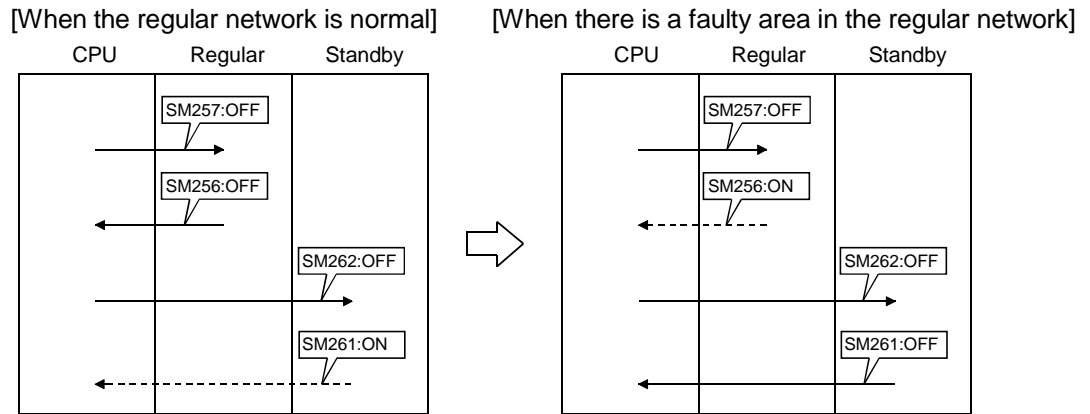 [When the regular network is normal]
CPU Regular Standby
SM257:OFF
SM256:OFF
SM262:OFF
SM261:ON
[When there is a faulty area in the regular network]
CPU Regular Standby
SM257:OFF
SM256:ON
SM262:OFF
SM261:OFF